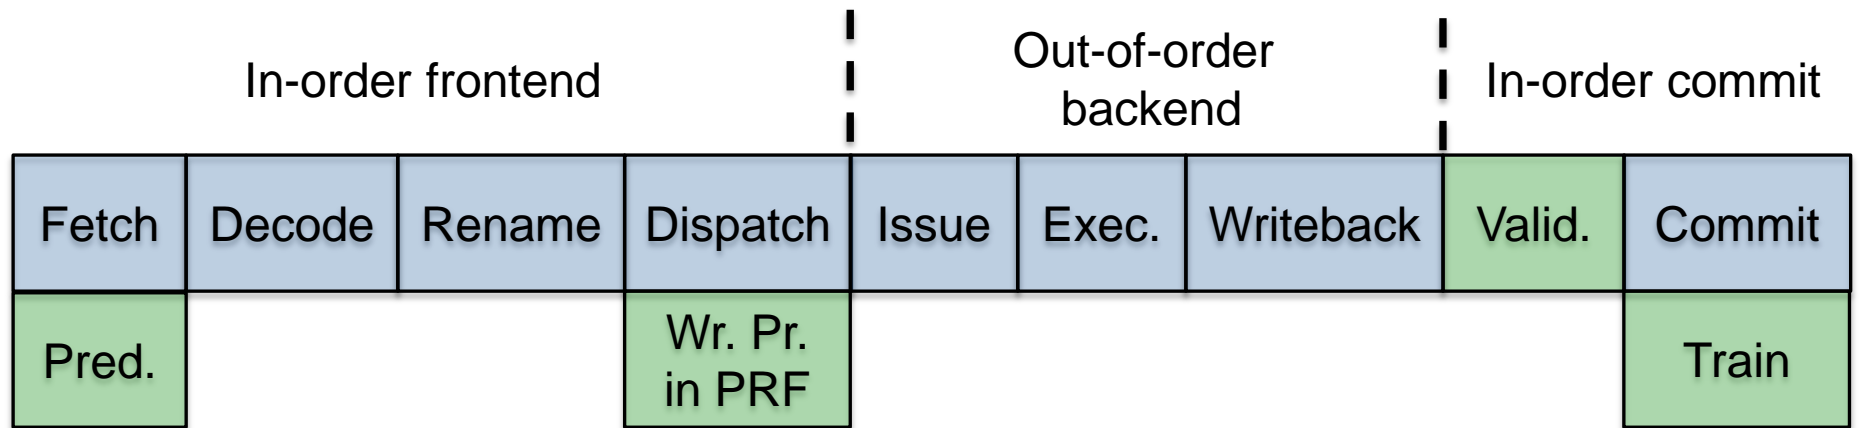 In-order frontend
Out-of-order
backend
In-order commit
Fetch
Decode
Rename
Dispatch
Issue
Exec.
Writeback
Valid.
Commit
Pred.
Wr. Pr.
in PRF
Train